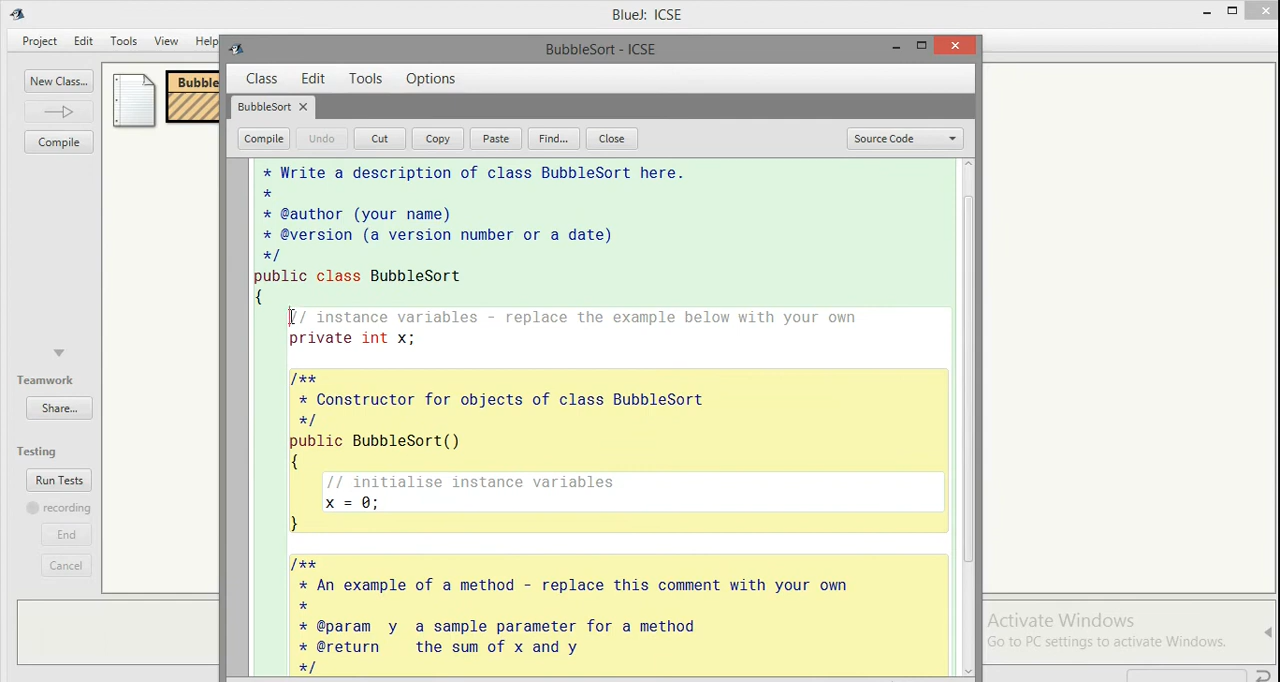 BlueJ: ICSE
Project Edit Tools View Help
BubbleSort - ICSE
New Class...
Compile
Bubble
Class Edit Tools Options
BubbleSort ×
Compile Undo Cut Copy Paste Find... Close Source Code
* Write a description of class BubbleSort here.
*
* @author (your name)
* @version (a version number or a date)
*/
public class BubbleSort
{
// instance variables - replace the example below with your own
private int x;
/**
* Constructor for objects of class BubbleSort
*/
public BubbleSort()
{
// initialise instance variables
x = 0;
}
/**
* An example of a method - replace this comment with your own
*
* @param y a sample parameter for a method
* @return the sum of x and y
*/
Teamwork
Share...
Testing
Run Tests
recording
End
Cancel
Activate Windows
Go to PC settings to activate Windows.